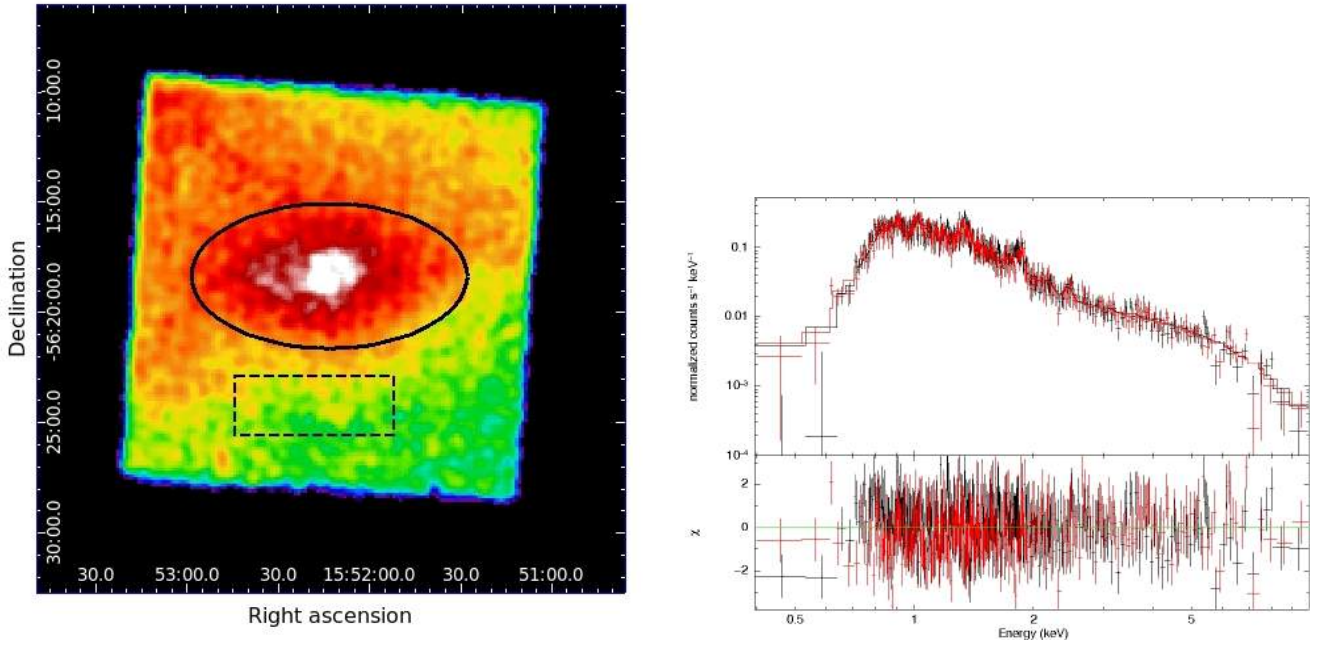 Declination
10:00.0
15:00.0
-56:20:00.0
25:00.0
30:00.0
30.0 53:00.0 30.0 15:52:00.0 30.0 51:00.0
Right ascension
normalized counts s⁻¹ keV⁻¹
0.1
0.01
10⁻³
10⁻⁴
χ
2
0
−2
0.5 1 2 5
Energy (keV)